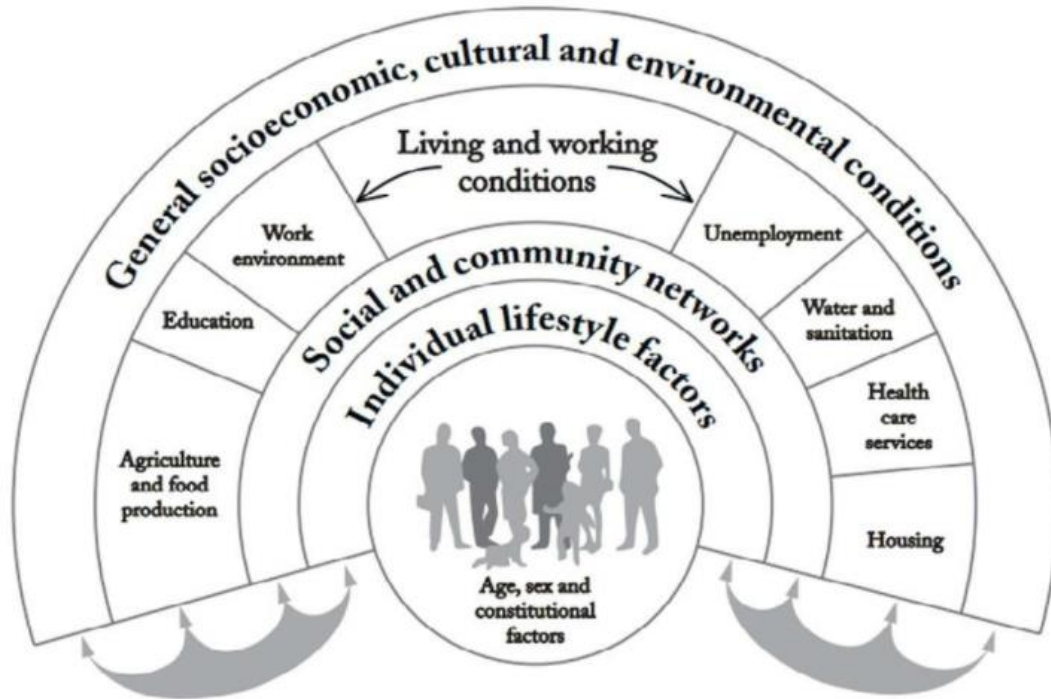 General socioeconomic, cultural and environmental conditions
Living and working
conditions
Work
environment
Unemployment
Education
Water and
sanitation
Agriculture
and food
production
Health
care
services
Housing
Social and community networks
Individual lifestyle factors
Age, sex and
constitutional
factors